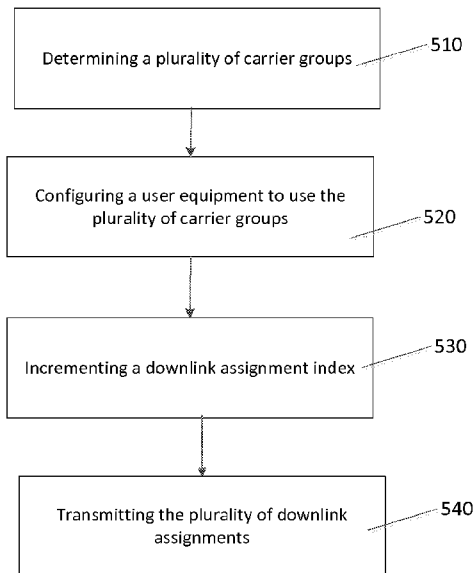 Determining a plurality of carrier groups
510
Configuring a user equipment to use the
plurality of carrier groups
520
Incrementing a downlink assignment index
530
Transmitting the plurality of downlink
assignments
540